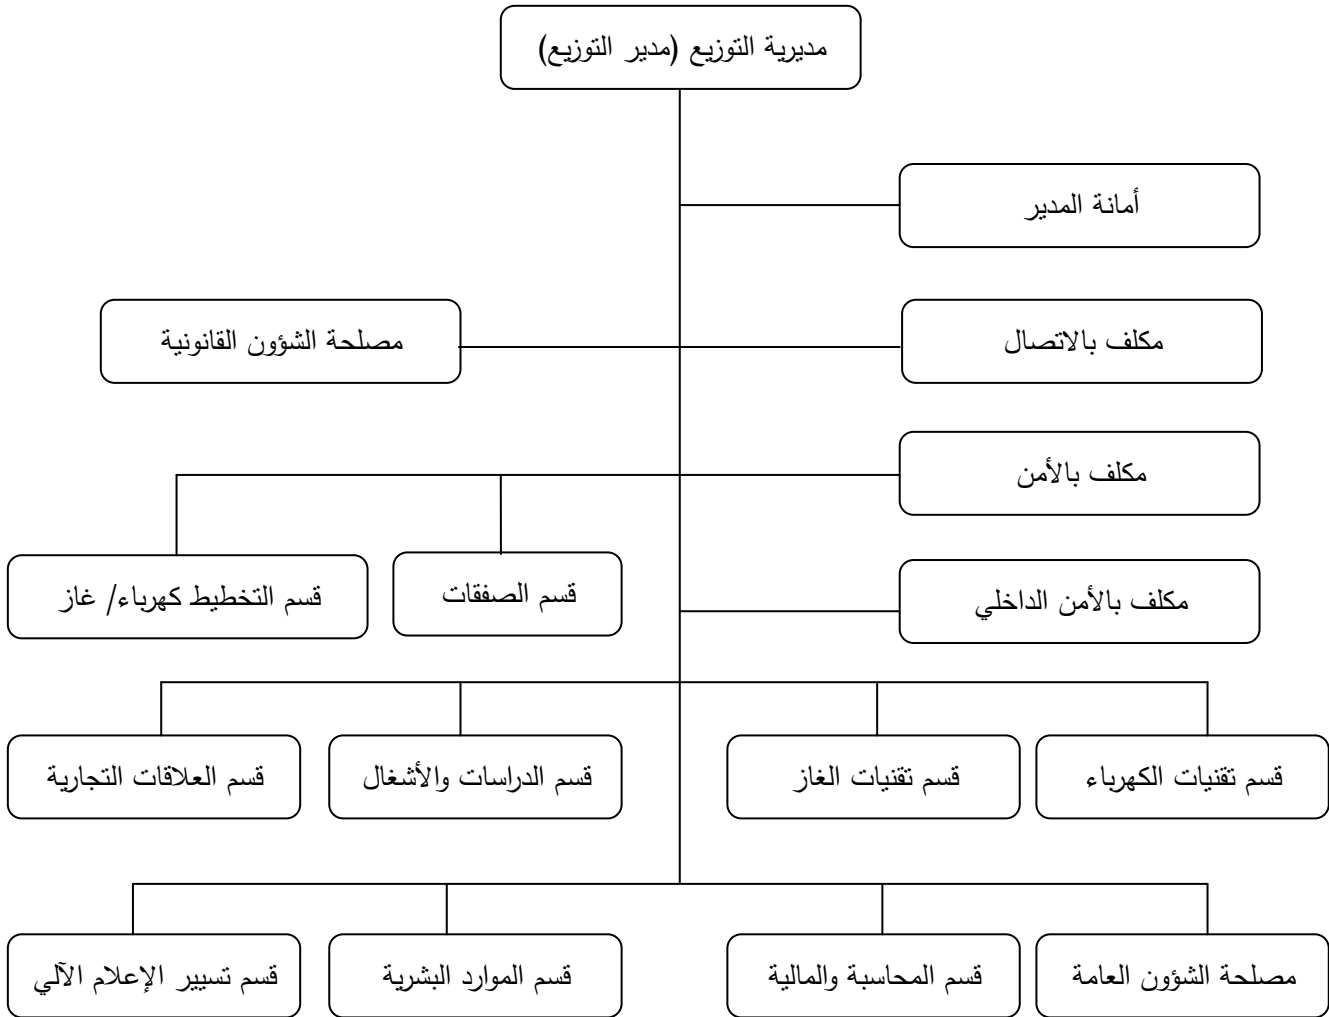 مديرية التوزيع (مدير التوزيع)
أمانة المدير
مكلف بالاتصال
مصلحة الشؤون القانونية
مكلف بالأمن
قسم الصفقات
قسم التخطيط كهرباء/ غاز
مكلف بالأمن الداخلي
قسم تقنيات الكهرباء
قسم تقنيات الغاز
قسم الدراسات والأشغال
قسم العلاقات التجارية
مصلحة الشؤون العامة
قسم المحاسبة والمالية
قسم الموارد البشرية
قسم تسيير الإعلام الآلي